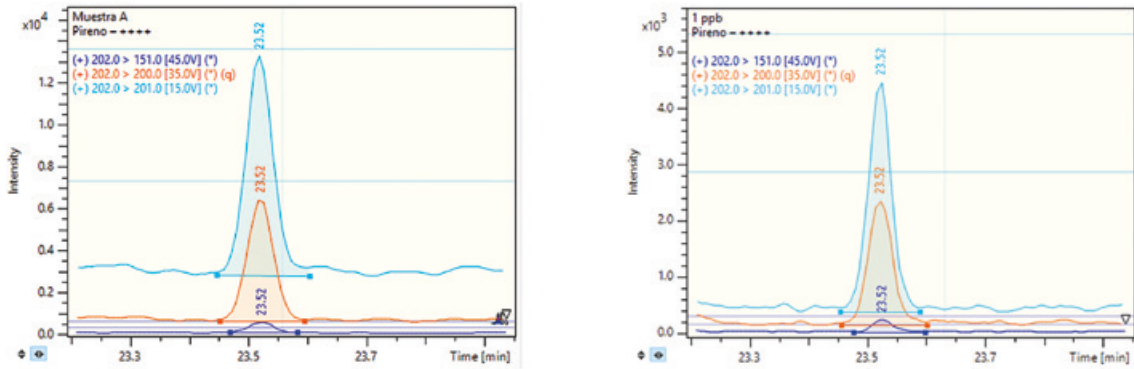 x10⁴
Muestra A
Pireno -++++
(+) 202.0 > 151.0 [45.0V] (*)
(+) 202.0 > 200.0 [35.0V] (*) (q)
(+) 202.0 > 201.0 [15.0V] (*)
23.52
23.52
23.52
Intensity
1.2
1.0
0.8
0.6
0.4
0.2
0.0
23.3
23.5
23.7
Time [min]
x10³
1 ppb
Pireno -++++
(+) 202.0 > 151.0 [45.0V] (*)
(+) 202.0 > 200.0 [35.0V] (*) (q)
(+) 202.0 > 201.0 [15.0V] (*)
23.52
23.52
23.52
Intensity
5.0
4.0
3.0
2.0
1.0
0.0
23.3
23.5
23.7
Time [min]